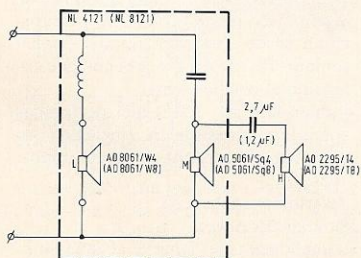 NL 4121 (NL 8121)
2,7 µF
(1,2 µF)
L
AD 8061/W4
(AD 8061/W8)
M
AD 5061/Sq4
(AD 5061/Sq8)
H
AD 2295/T4
(AD 2295/T8)